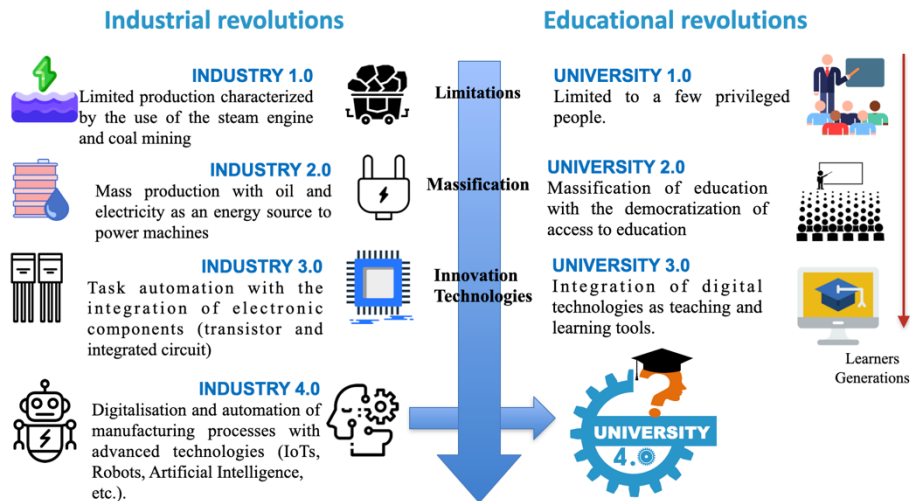 Industrial revolutions
Educational revolutions
INDUSTRY 1.0
Limited production characterized
by the use of the steam engine
and coal mining
Limitations
UNIVERSITY 1.0
Limited to a few privileged
people.
INDUSTRY 2.0
Mass production with oil and
electricity as an energy source to
power machines
Massification
UNIVERSITY 2.0
Massification of education
with the democratization of
access to education
INDUSTRY 3.0
Task automation with the
integration of electronic
components (transistor and
integrated circuit)
Innovation
Technologies
UNIVERSITY 3.0
Integration of digital
technologies as teaching and
learning tools.
Learners
Generations
INDUSTRY 4.0
Digitalisation and automation of
manufacturing processes with
advanced technologies (IoTs,
Robots, Artificial Intelligence,
etc.).
UNIVERSITY
4.0